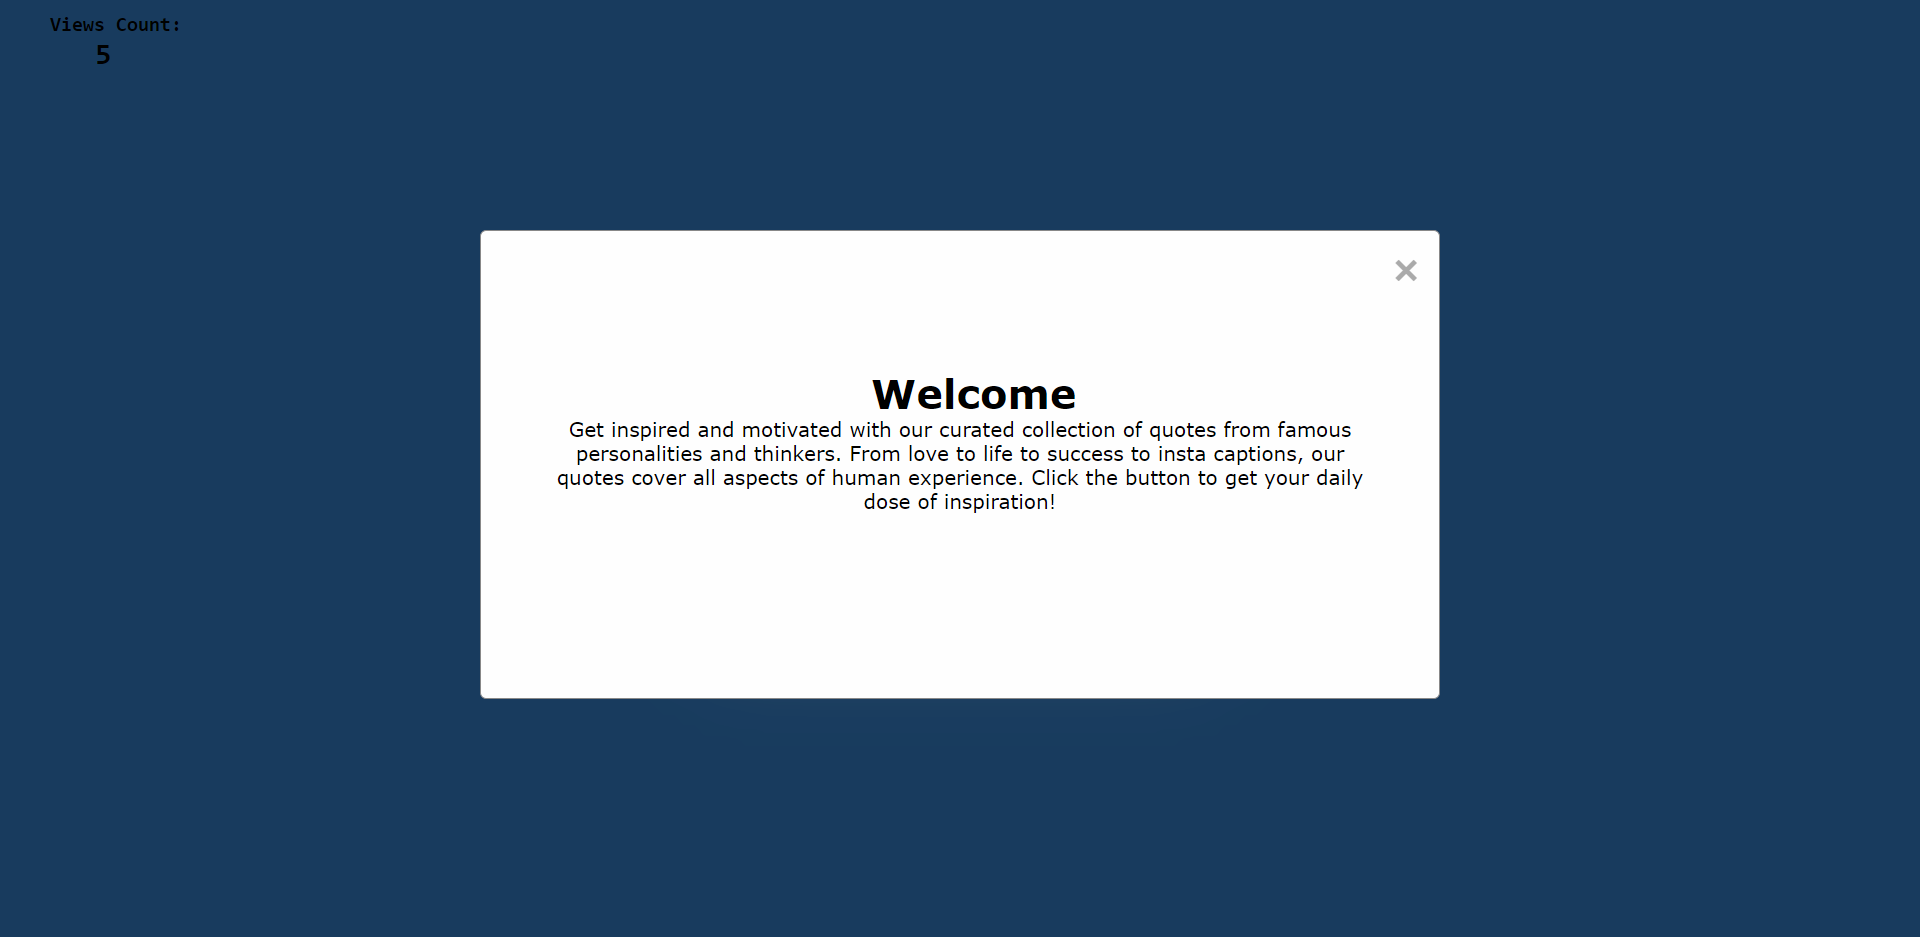 Views Count:
5
×
Welcome
Get inspired and motivated with our curated collection of quotes from famous
personalities and thinkers. From love to life to success to insta captions, our
quotes cover all aspects of human experience. Click the button to get your daily
dose of inspiration!